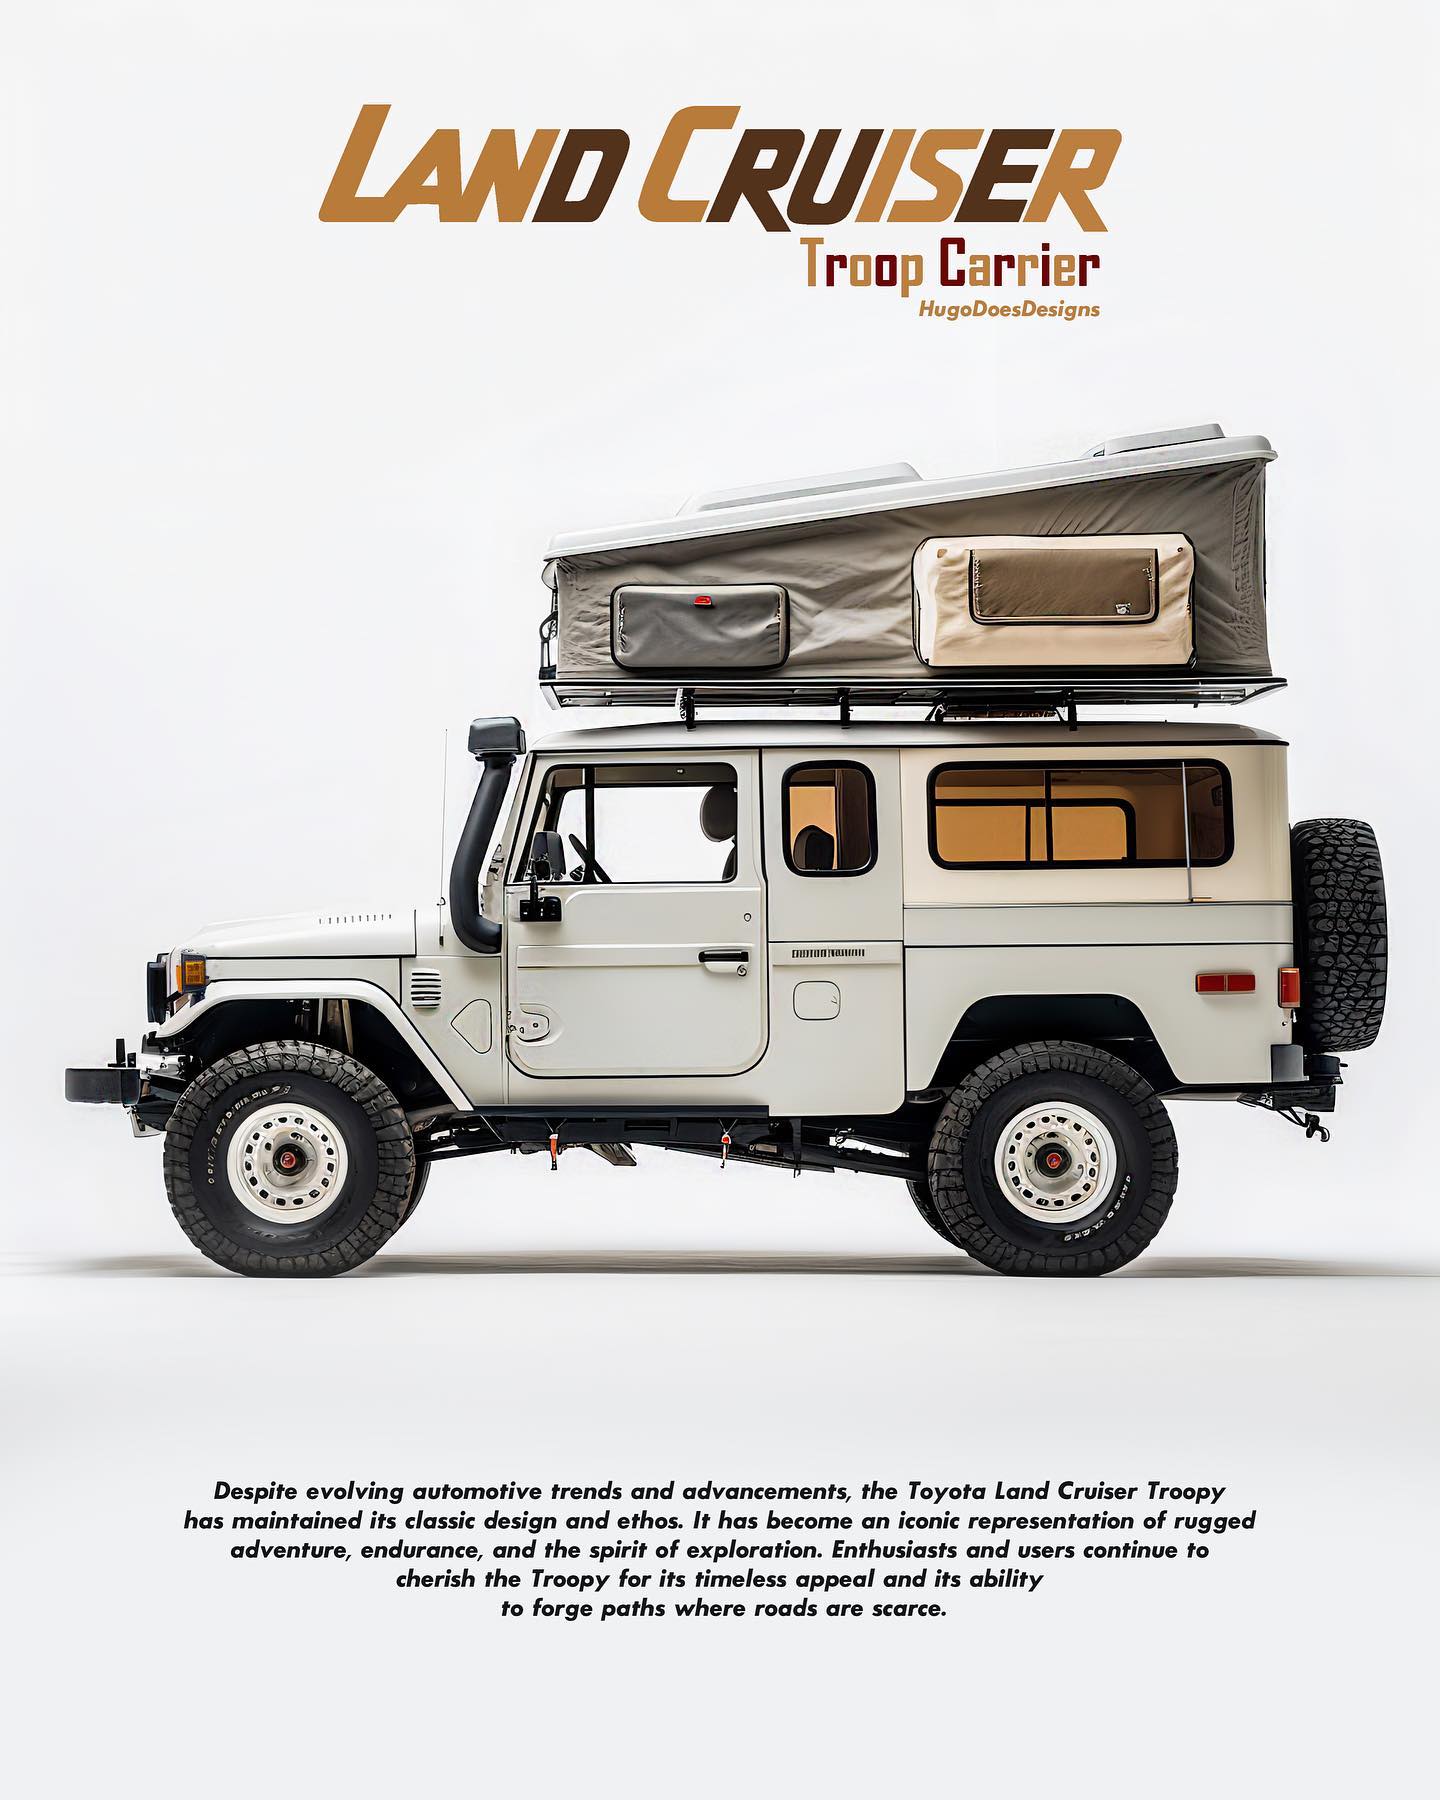 LAND CRUISER
Troop Carrier
HugoDoesDesigns
Despite evolving automotive trends and advancements, the Toyota Land Cruiser Troopy
has maintained its classic design and ethos. It has become an iconic representation of rugged
adventure, endurance, and the spirit of exploration. Enthusiasts and users continue to
cherish the Troopy for its timeless appeal and its ability
to forge paths where roads are scarce.